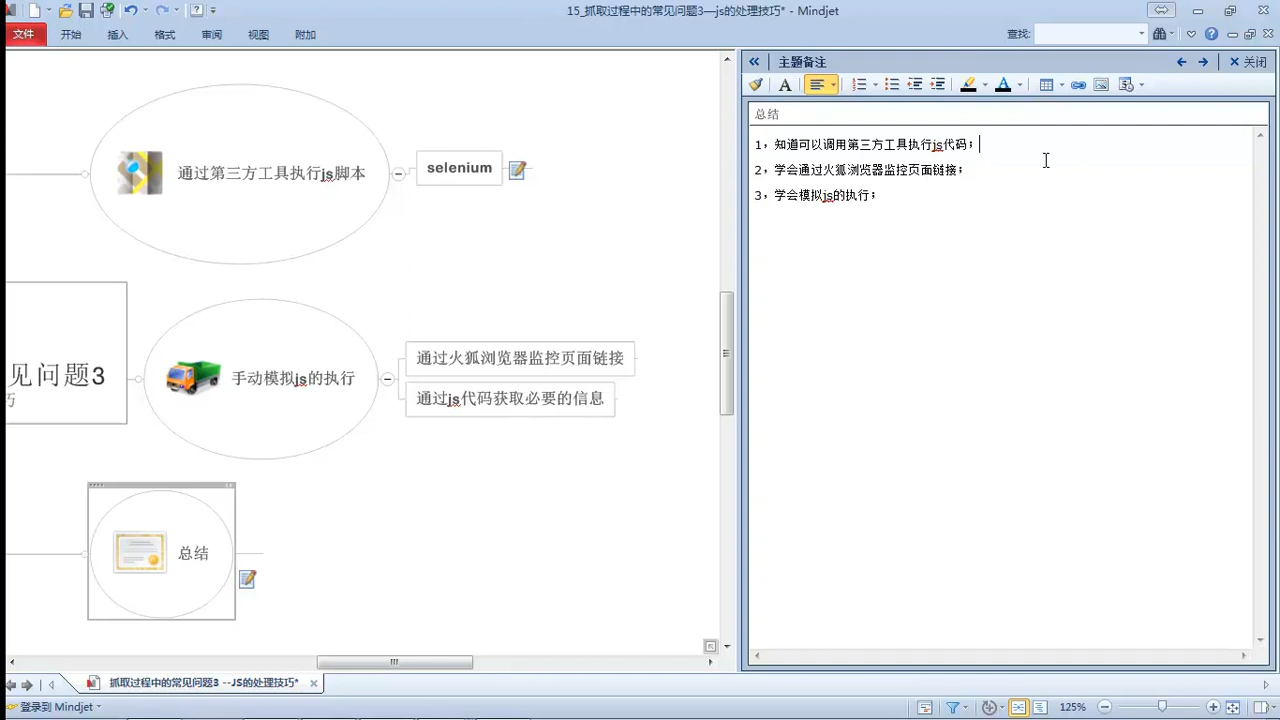 15_抓取过程中的常见问题3—js的处理技巧* - Mindjet
文件 开始 插入 格式 审阅 视图 附加
查找:
主题备注
关闭
总结
1，知道可以调用第三方工具执行js代码；
2，学会通过火狐浏览器监控页面链接；
3，学会模拟js的执行；
通过第三方工具执行js脚本
selenium
见问题3
巧
手动模拟js的执行
通过火狐浏览器监控页面链接
通过js代码获取必要的信息
总结
抓取过程中的常见问题3 --JS的处理技巧*
登录到 Mindjet
125%